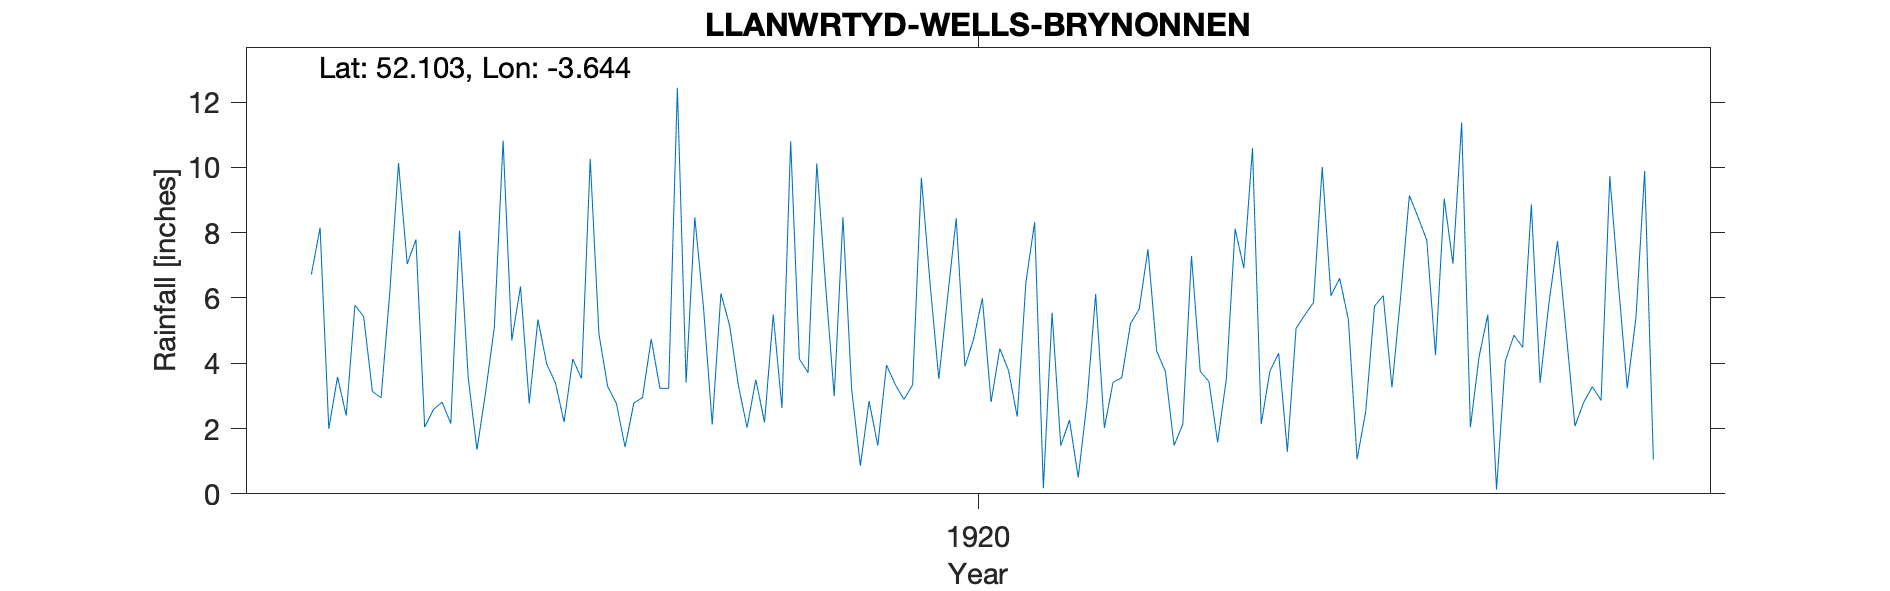 LLANWRTYD-WELLS-BRYNONNEN
Lat: 52.103, Lon: -3.644
Rainfall [inches]
12
10
8
6
4
2
0
1920
Year